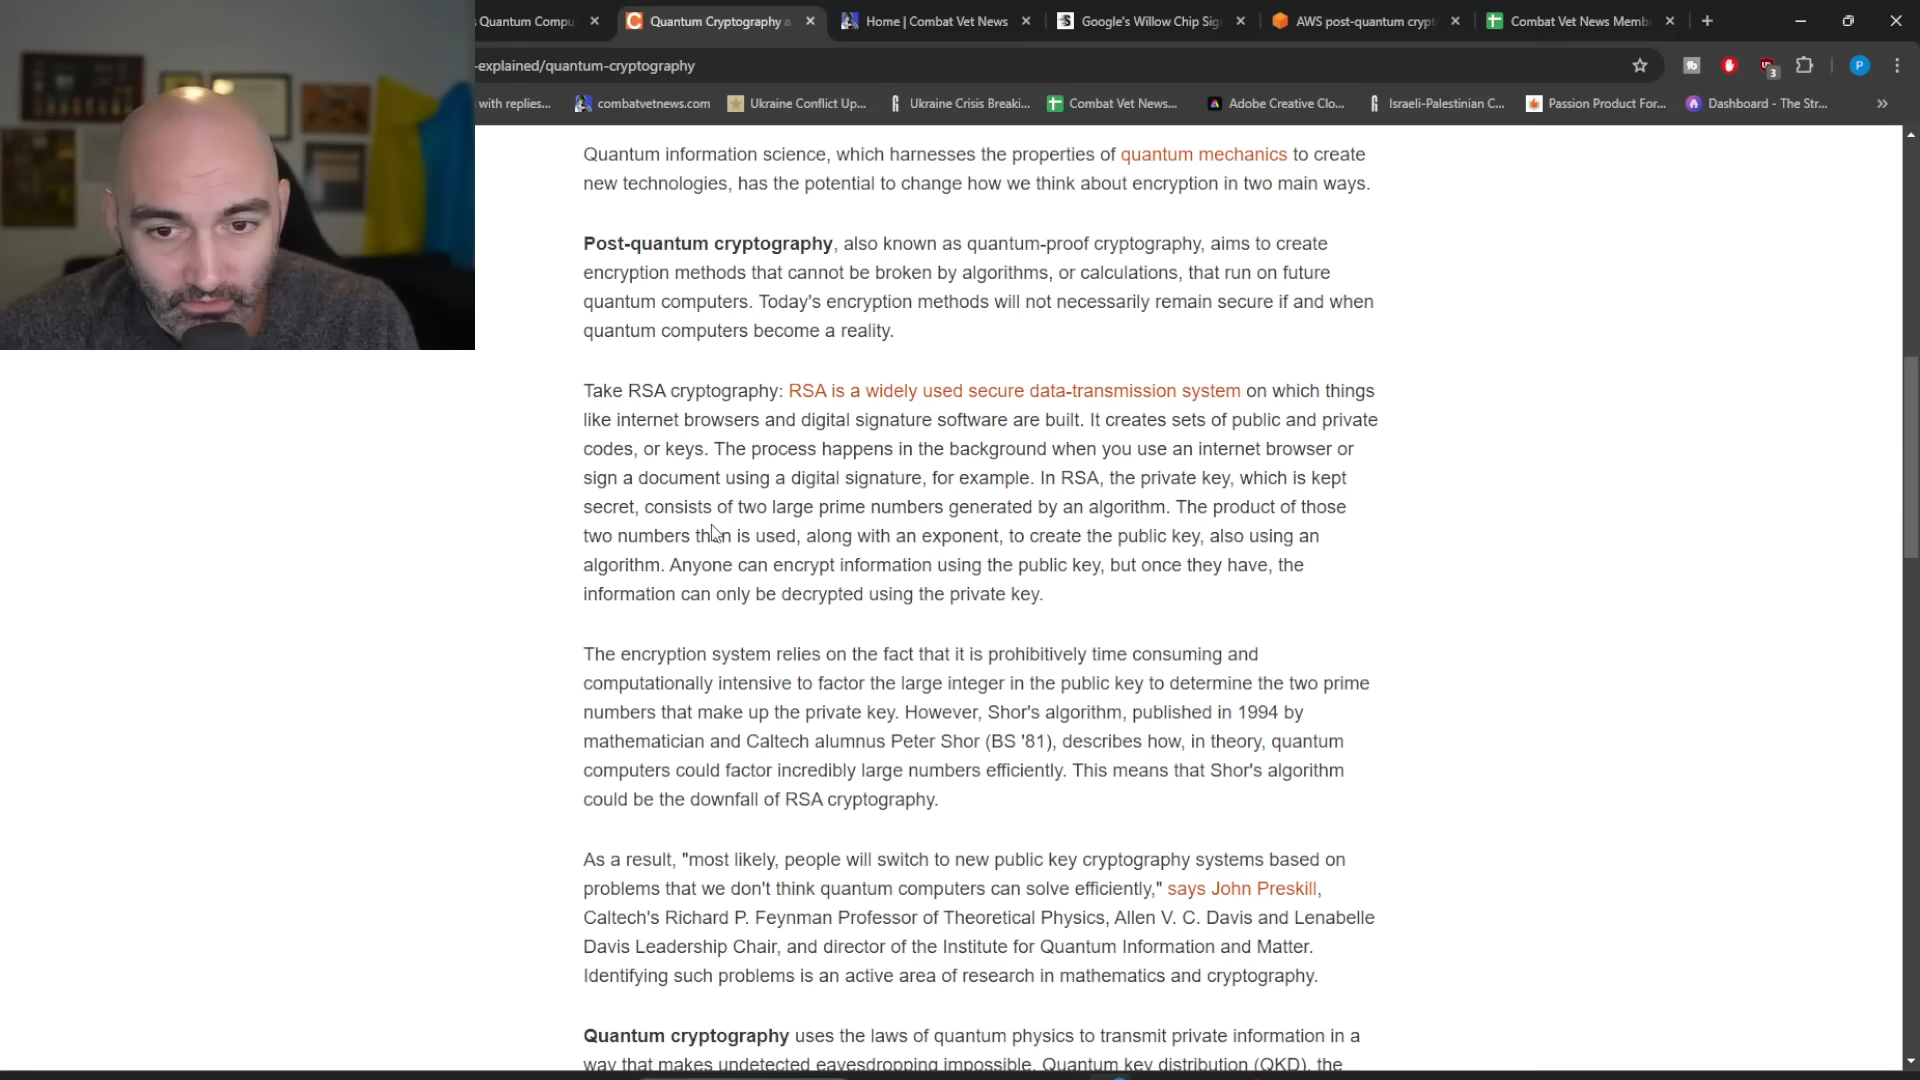 Quantum Compu
Quantum Cryptography a
Home | Combat Vet News
Google's Willow Chip Sig
AWS post-quantum crypt
Combat Vet News Memb
-explained/quantum-cryptography
3
P
with replies...
combatvetnews.com
Ukraine Conflict Up...
Ukraine Crisis Breaki...
Combat Vet News...
Adobe Creative Clo...
Israeli-Palestinian C...
Passion Product For...
Dashboard - The Str...
Quantum information science, which harnesses the properties of quantum mechanics to create
new technologies, has the potential to change how we think about encryption in two main ways.
Post-quantum cryptography, also known as quantum-proof cryptography, aims to create
encryption methods that cannot be broken by algorithms, or calculations, that run on future
quantum computers. Today's encryption methods will not necessarily remain secure if and when
quantum computers become a reality.
Take RSA cryptography: RSA is a widely used secure data-transmission system on which things
like internet browsers and digital signature software are built. It creates sets of public and private
codes, or keys. The process happens in the background when you use an internet browser or
sign a document using a digital signature, for example. In RSA, the private key, which is kept
secret, consists of two large prime numbers generated by an algorithm. The product of those
two numbers then is used, along with an exponent, to create the public key, also using an
algorithm. Anyone can encrypt information using the public key, but once they have, the
information can only be decrypted using the private key.
The encryption system relies on the fact that it is prohibitively time consuming and
computationally intensive to factor the large integer in the public key to determine the two prime
numbers that make up the private key. However, Shor's algorithm, published in 1994 by
mathematician and Caltech alumnus Peter Shor (BS '81), describes how, in theory, quantum
computers could factor incredibly large numbers efficiently. This means that Shor's algorithm
could be the downfall of RSA cryptography.
As a result, "most likely, people will switch to new public key cryptography systems based on
problems that we don't think quantum computers can solve efficiently," says John Preskill,
Caltech's Richard P. Feynman Professor of Theoretical Physics, Allen V. C. Davis and Lenabelle
Davis Leadership Chair, and director of the Institute for Quantum Information and Matter.
Identifying such problems is an active area of research in mathematics and cryptography.
Quantum cryptography uses the laws of quantum physics to transmit private information in a
way that makes undetected eavesdropping impossible. Quantum key distribution (QKD), the